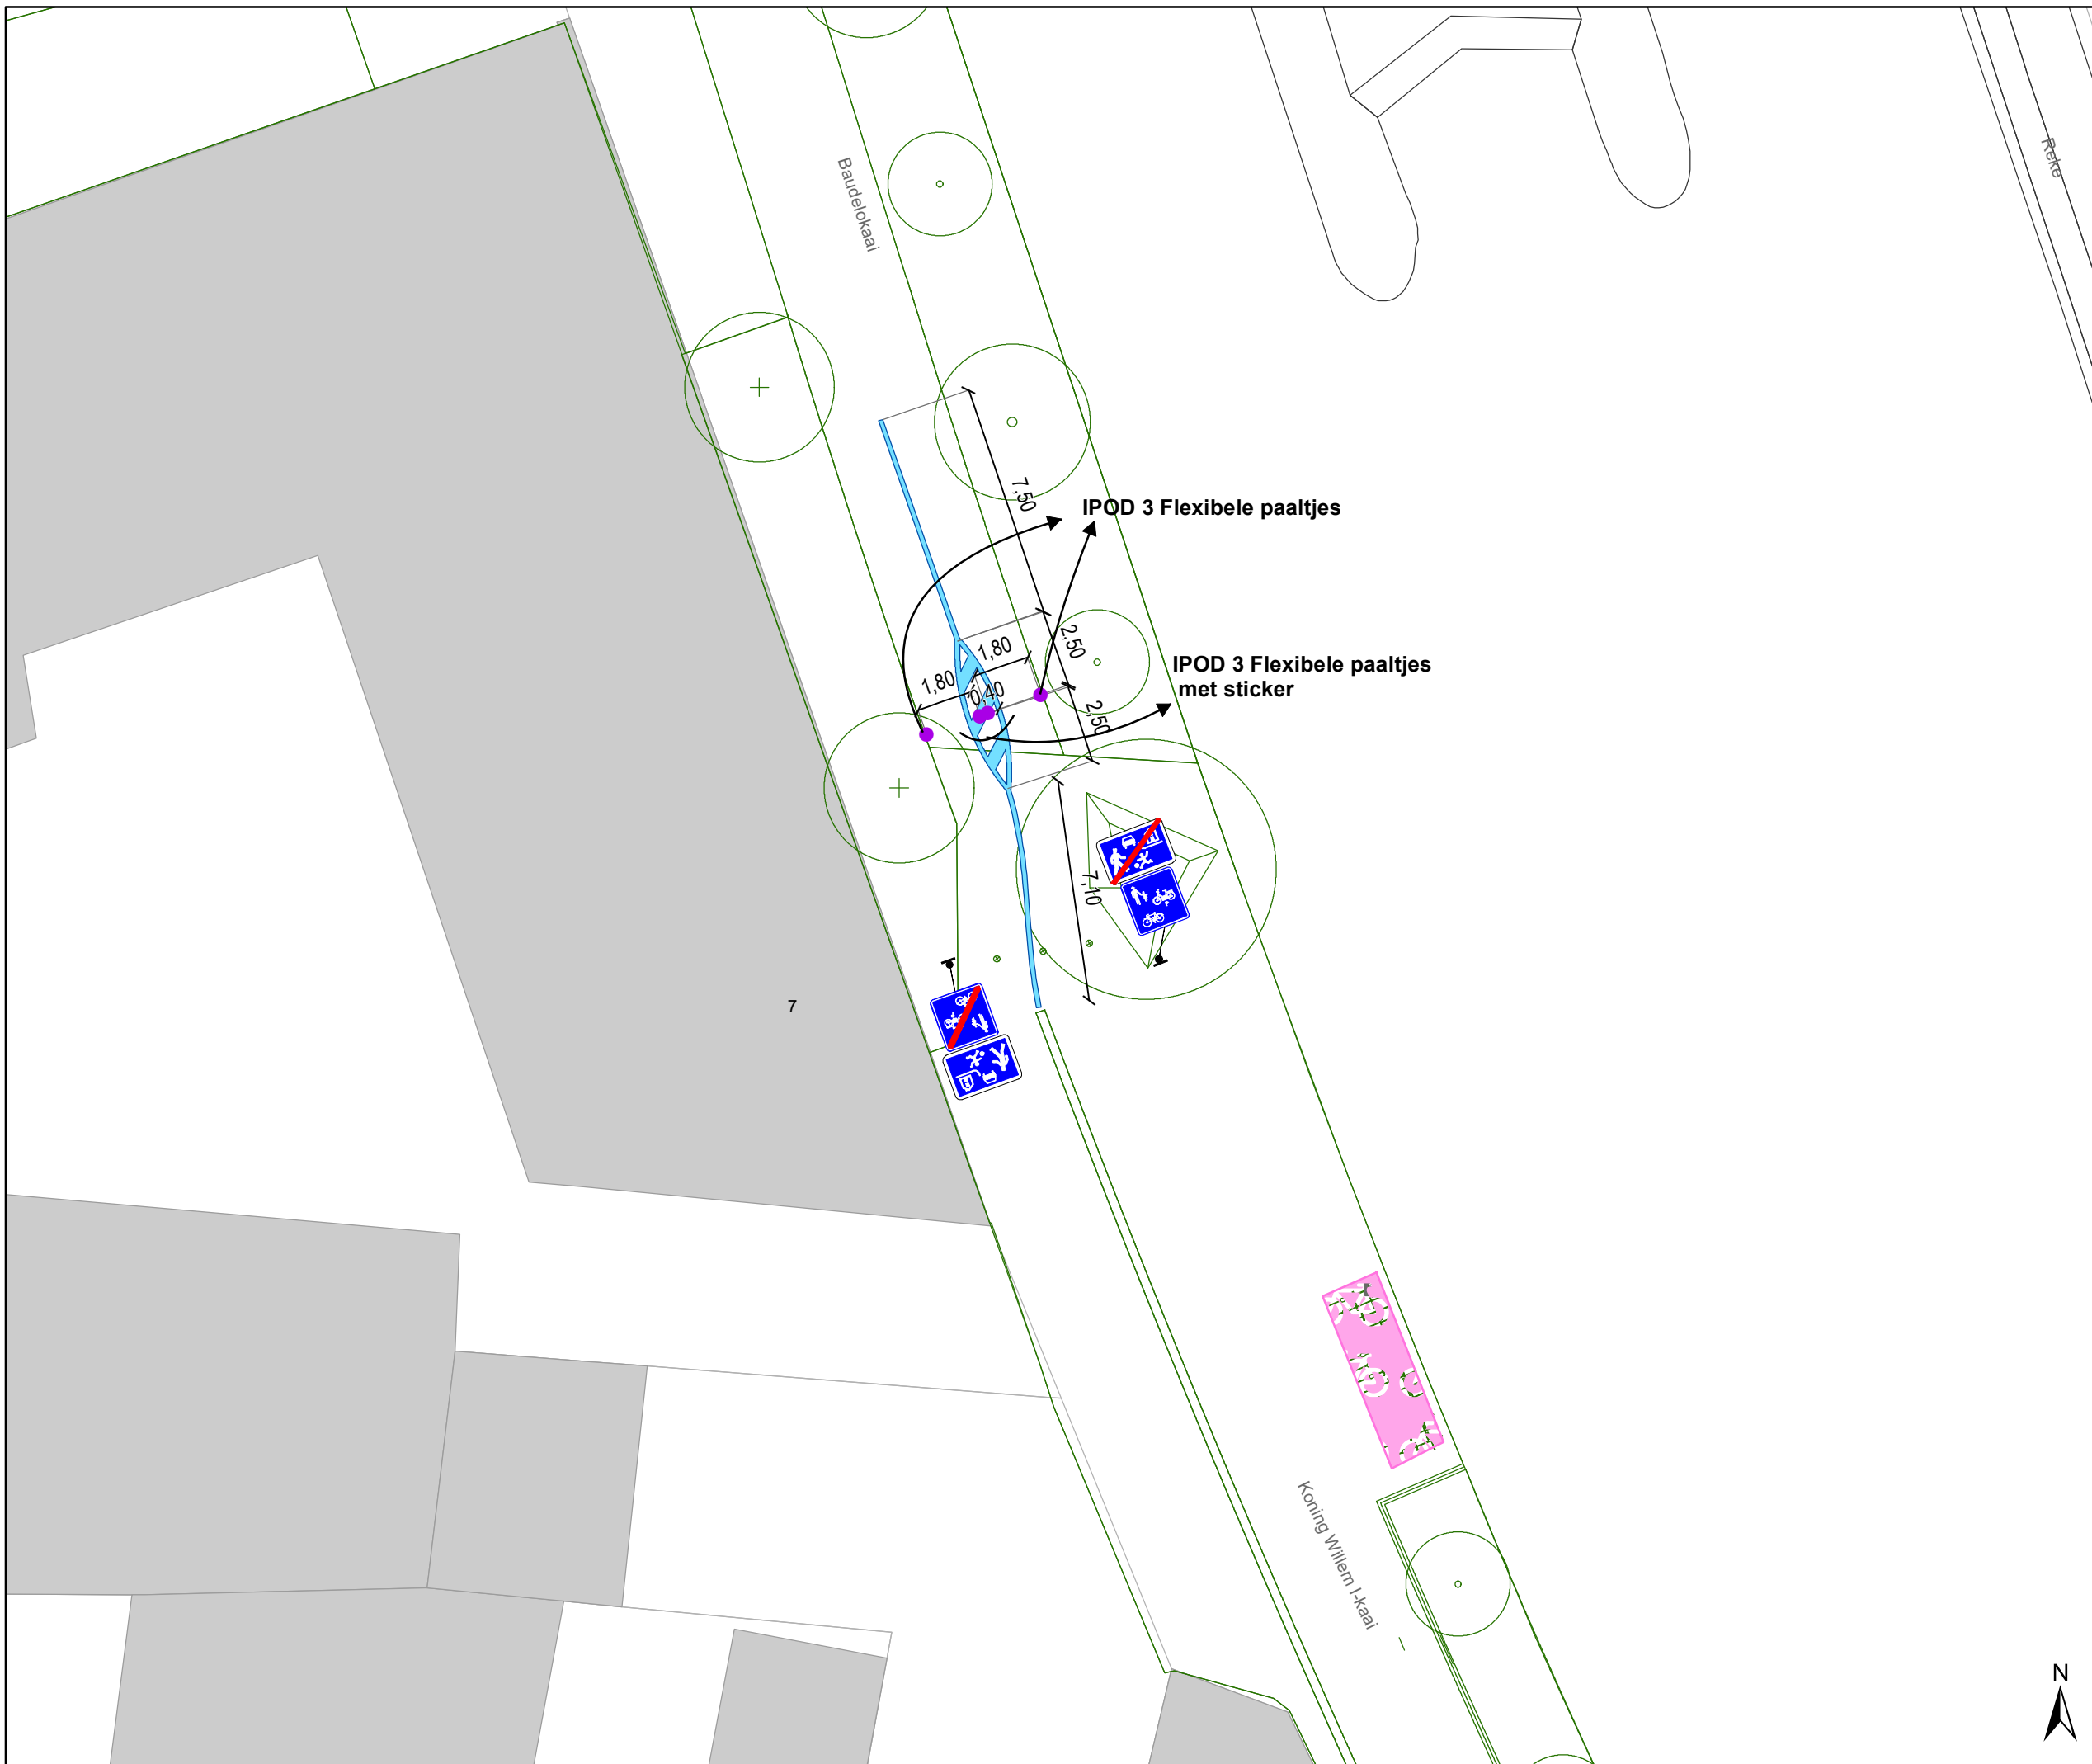 Baudelokaai
Reke
7,50
IPOD 3 Flexibele paaltjes
2,50
1,80
1,80
0,40
IPOD 3 Flexibele paaltjes
met sticker
2,50
7,10
7
Koning Willem I-kaai
N